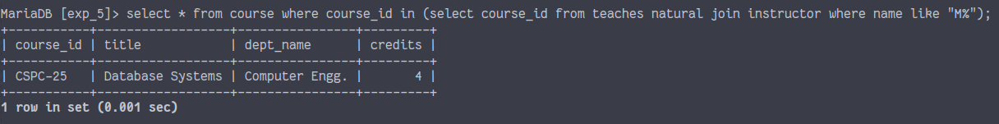 MariaDB [exp_5]> select * from course where course_id in (select course_id from teaches natural join instructor where name like "M%");
+-----------+------------------+----------------+---------+
| course_id | title            | dept_name      | credits |
+-----------+------------------+----------------+---------+
| CSPC-25   | Database Systems | Computer Engg. |       4 |
+-----------+------------------+----------------+---------+
1 row in set (0.001 sec)